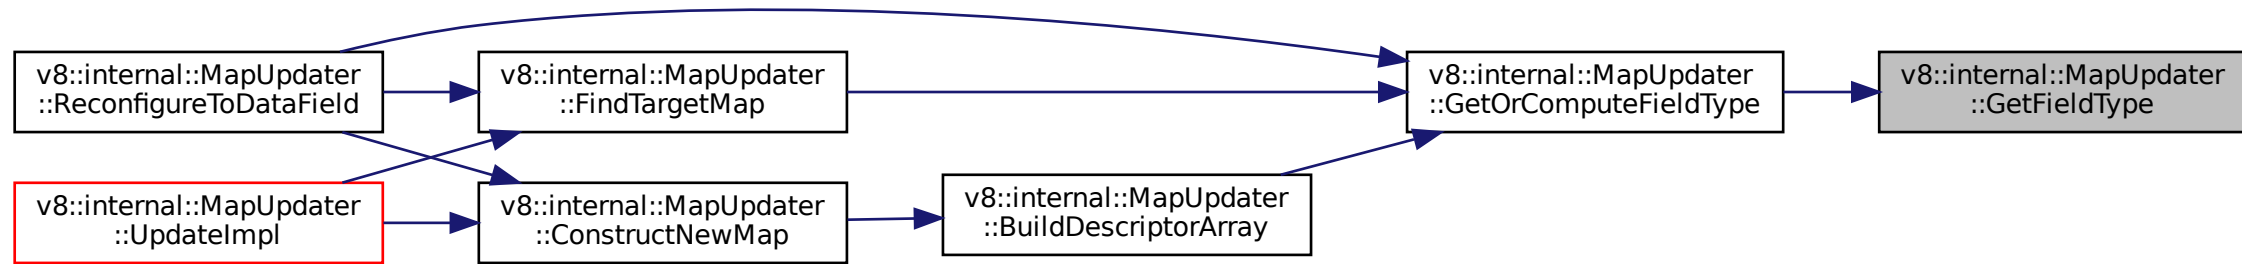 v8::internal::MapUpdater
::ReconfigureToDataField
v8::internal::MapUpdater
::FindTargetMap
v8::internal::MapUpdater
::GetOrComputeFieldType
v8::internal::MapUpdater
::GetFieldType
v8::internal::MapUpdater
::UpdateImpl
v8::internal::MapUpdater
::ConstructNewMap
v8::internal::MapUpdater
::BuildDescriptorArray